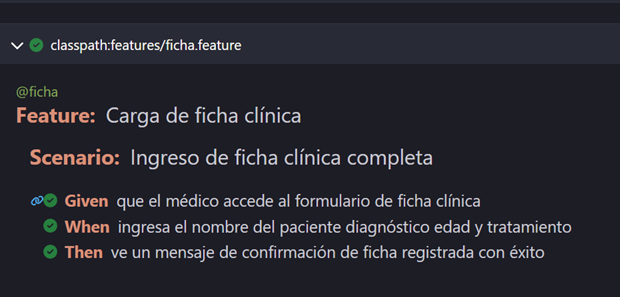 classpath:features/ficha.feature
@ficha
Feature: Carga de ficha clínica
Scenario: Ingreso de ficha clínica completa
Given que el médico accede al formulario de ficha clínica
When ingresa el nombre del paciente diagnóstico edad y tratamiento
Then ve un mensaje de confirmación de ficha registrada con éxito